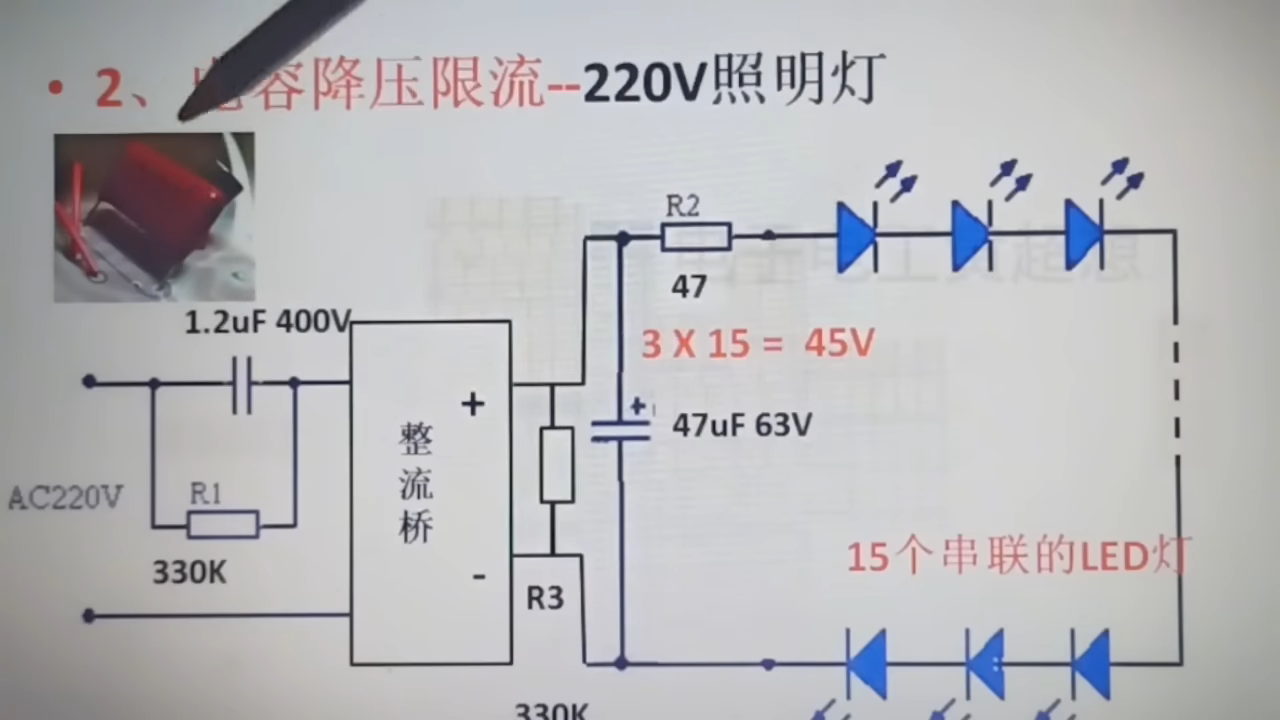 • 2、电容降压限流--220V照明灯
1.2uF 400V
R2
47
3 X 15 = 45V
+
整流桥
-
+
47uF 63V
AC220V
R1
330K
R3
330K
15个串联的LED灯